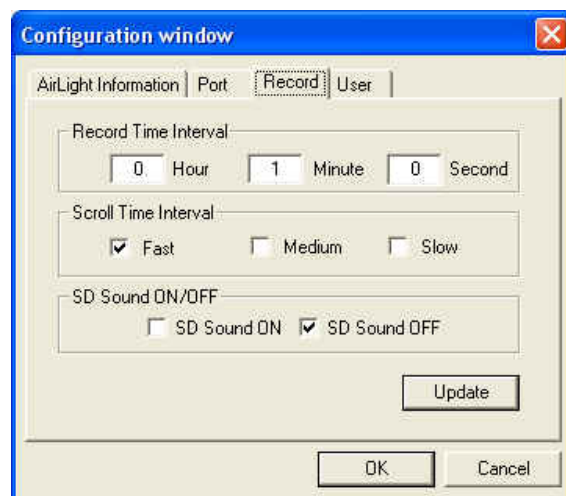 Configuration window
AirLight Information Port Record User
Record Time Interval
0 Hour 1 Minute 0 Second
Scroll Time Interval
Fast Medium Slow
SD Sound ON/OFF
SD Sound ON SD Sound OFF
Update
OK Cancel